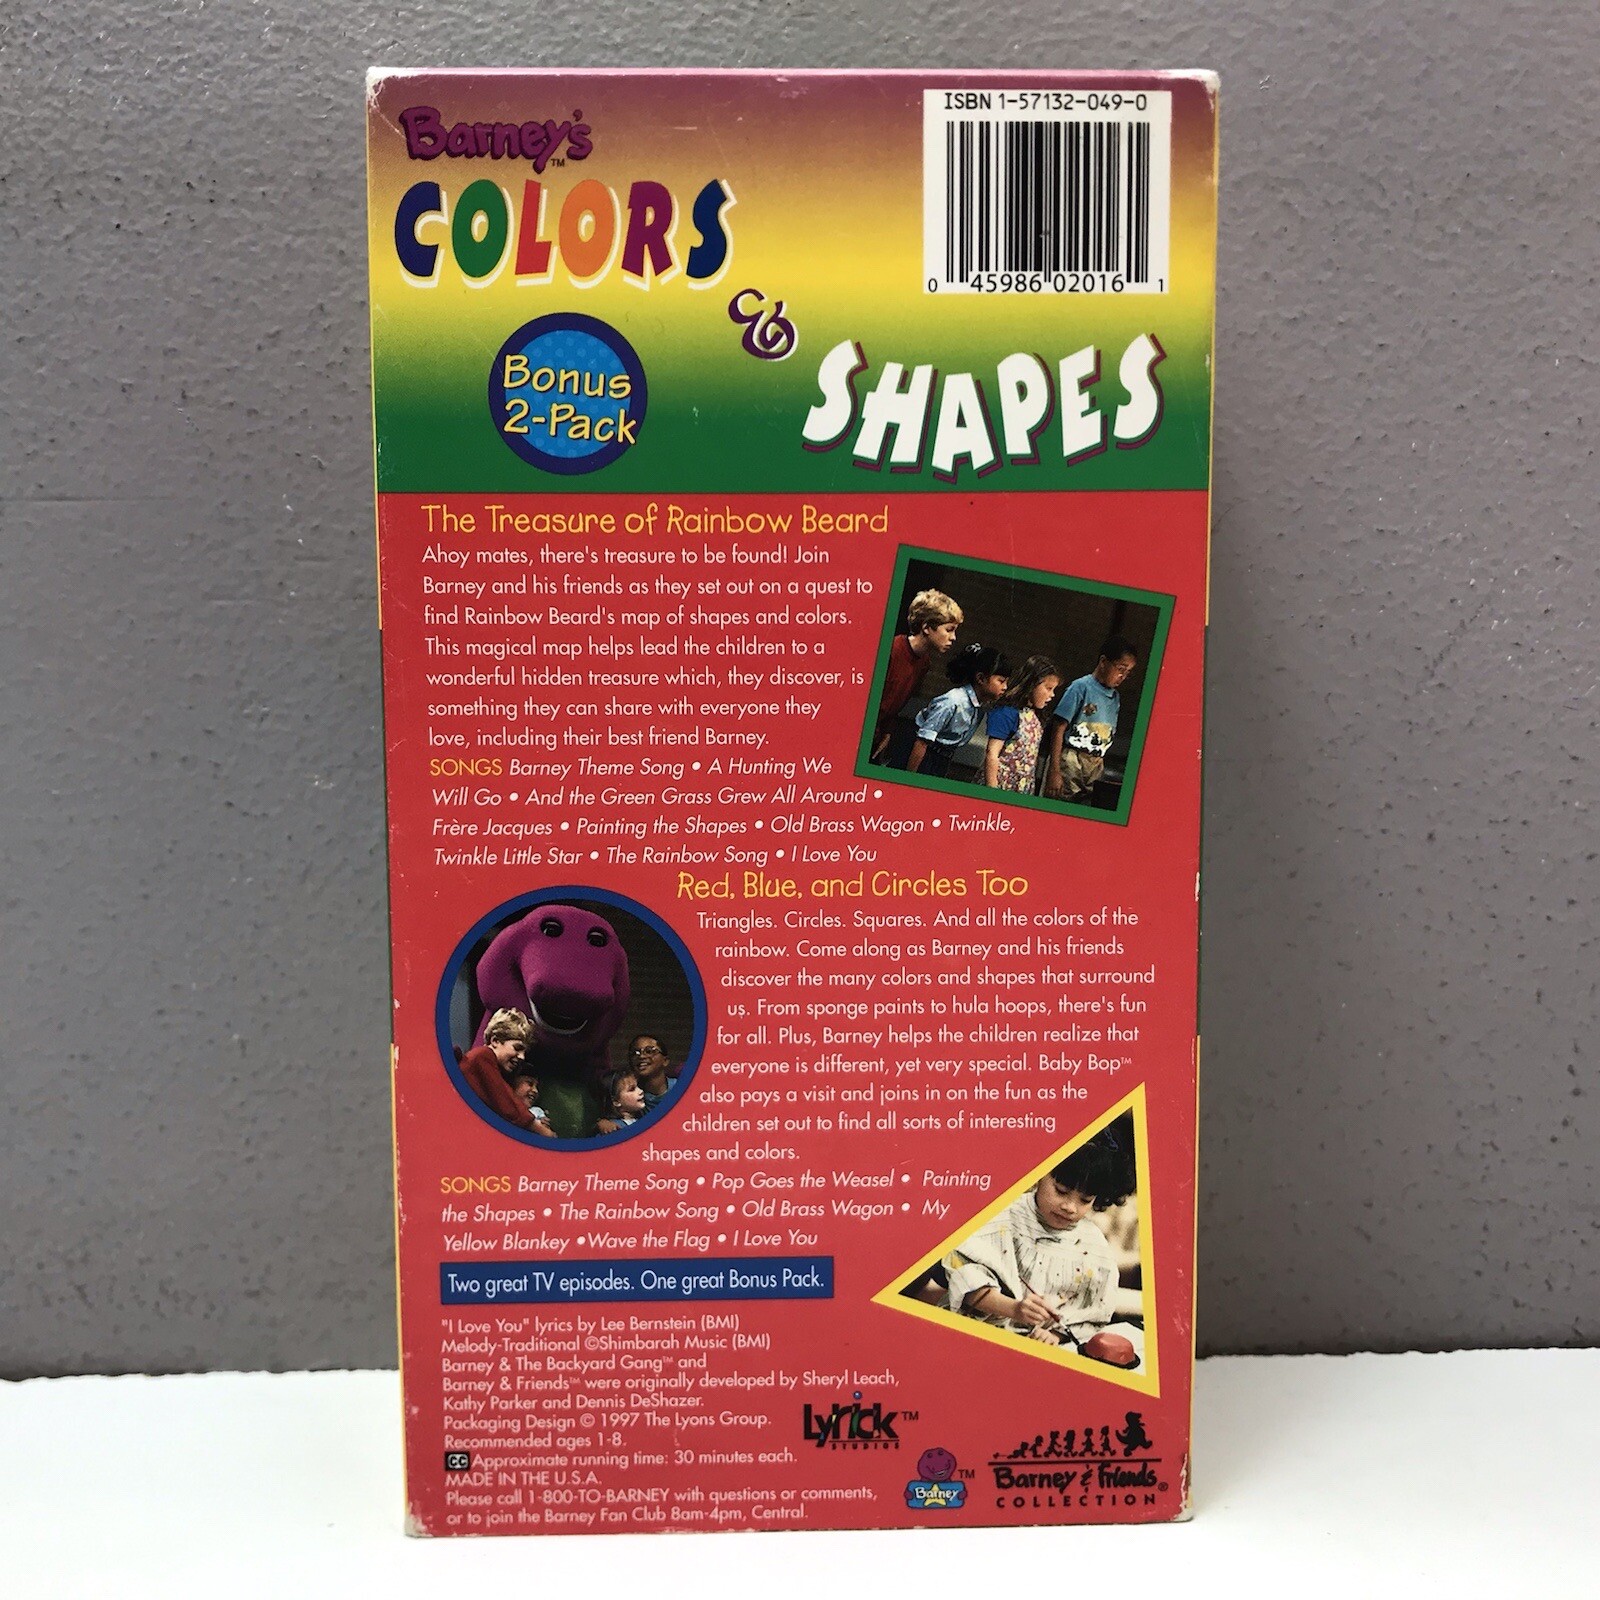 Barney's™
COLORS
&
SHAPES
ISBN 1-57132-049-0
0 45986 02016 1
Bonus
2-Pack
The Treasure of Rainbow Beard
Ahoy mates, there's treasure to be found! Join
Barney and his friends as they set out on a quest to
find Rainbow Beard's map of shapes and colors.
This magical map helps lead the children to a
wonderful hidden treasure which, they discover, is
something they can share with everyone they
love, including their best friend Barney.
SONGS Barney Theme Song • A Hunting We
Will Go • And the Green Grass Grew All Around •
Frère Jacques • Painting the Shapes • Old Brass Wagon • Twinkle,
Twinkle Little Star • The Rainbow Song • I Love You
Red, Blue, and Circles Too
Triangles. Circles. Squares. And all the colors of the
rainbow. Come along as Barney and his friends
discover the many colors and shapes that surround
us. From sponge paints to hula hoops, there's fun
for all. Plus, Barney helps the children realize that
everyone is different, yet very special. Baby Bop™
also pays a visit and joins in on the fun as the
children set out to find all sorts of interesting
shapes and colors.
SONGS Barney Theme Song • Pop Goes the Weasel • Painting
the Shapes • The Rainbow Song • Old Brass Wagon • My
Yellow Blankey •Wave the Flag • I Love You
Two great TV episodes. One great Bonus Pack.
"I Love You" lyrics by Lee Bernstein (BMI)
Melody-Traditional ©Shimbarah Music (BMI)
Barney & The Backyard Gang™ and
Barney & Friends℠ were originally developed by Sheryl Leach,
Kathy Parker and Dennis DeShazer.
Packaging Design © 1997 The Lyons Group.
Recommended ages 1-8.
CC Approximate running time: 30 minutes each.
MADE IN THE U.S.A.
Please call 1-800-TO-BARNEY with questions or comments,
or to join the Barney Fan Club 8am-4pm, Central.
Lyrick™
STUDIOS
Barney ™
Barney & Friends®
COLLECTION